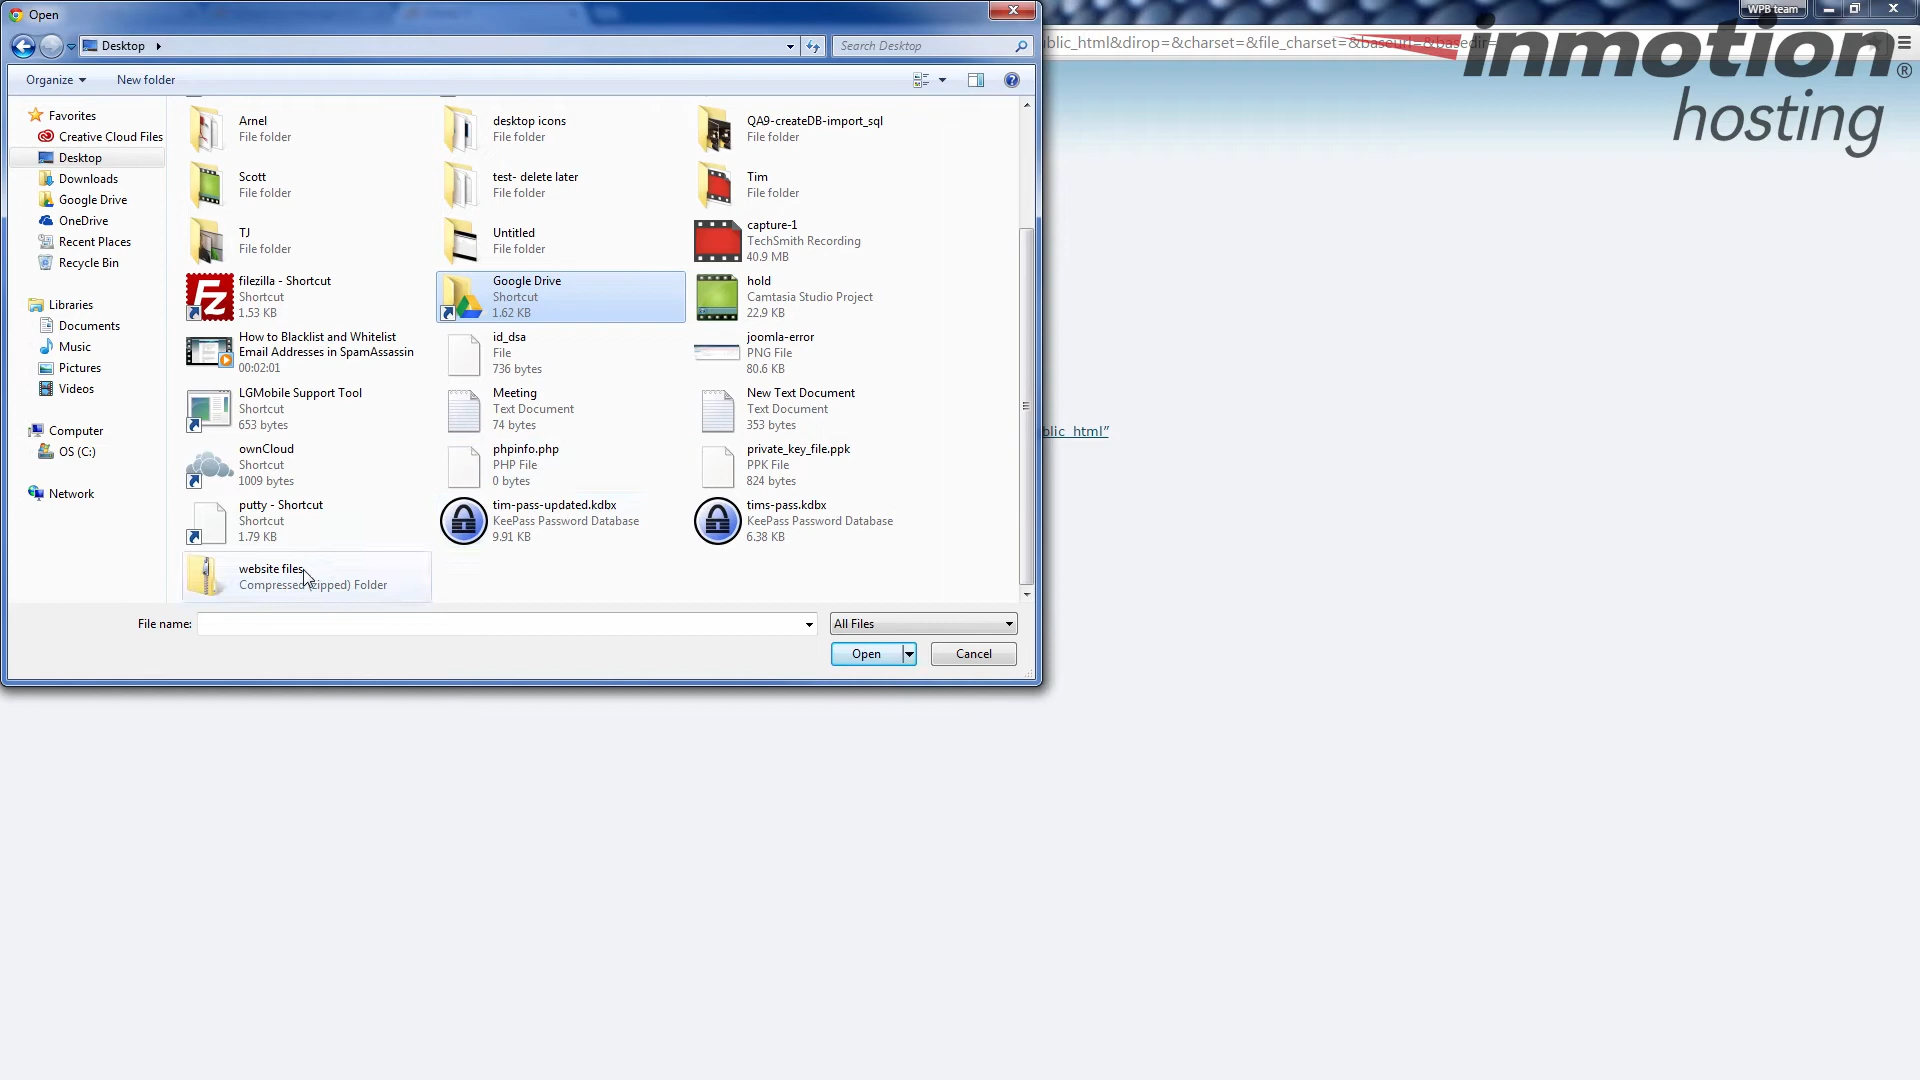 Open
WPB team
Desktop
Search Desktop
blic_html&dirop=&charset=&file_charset=&baseurl=&basedir=
inmotion®
hosting
Organize
New folder
Favorites
Creative Cloud Files
Desktop
Downloads
Google Drive
OneDrive
Recent Places
Recycle Bin
Libraries
Documents
Music
Pictures
Videos
Computer
OS (C:)
Network
Arnel
File folder
desktop icons
File folder
QA9-createDB-import_sql
File folder
Scott
File folder
test- delete later
File folder
Tim
File folder
TJ
File folder
Untitled
File folder
capture-1
TechSmith Recording
40.9 MB
filezilla - Shortcut
Shortcut
1.53 KB
Google Drive
Shortcut
1.62 KB
hold
Camtasia Studio Project
22.9 KB
How to Blacklist and Whitelist
Email Addresses in SpamAssassin
00:02:01
id_dsa
File
736 bytes
joomla-error
PNG File
80.6 KB
LGMobile Support Tool
Shortcut
653 bytes
Meeting
Text Document
74 bytes
New Text Document
Text Document
353 bytes
ownCloud
Shortcut
1009 bytes
phpinfo.php
PHP File
0 bytes
private_key_file.ppk
PPK File
824 bytes
putty - Shortcut
Shortcut
1.79 KB
tim-pass-updated.kdbx
KeePass Password Database
9.91 KB
tims-pass.kdbx
KeePass Password Database
6.38 KB
website files
Compressed (zipped) Folder
blic_html”
File name:
All Files
Open
Cancel